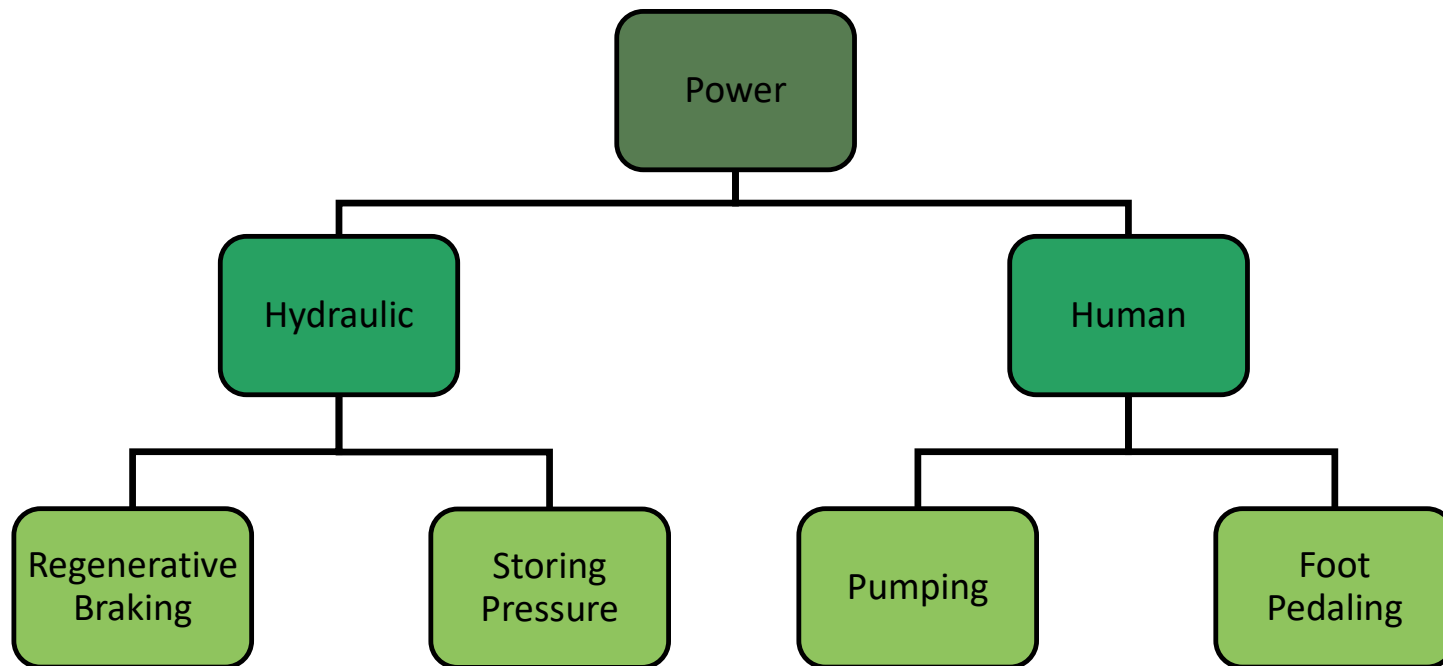 Power
Hydraulic
Human
Regenerative
Braking
Storing
Pressure
Pumping
Foot
Pedaling